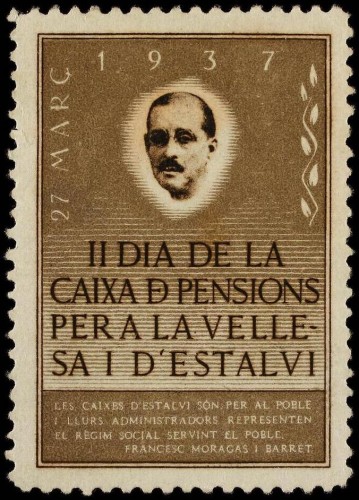 1937
27 MARÇ
II DIA DE LA
CAIXA DE PENSIONS
PER A LA VELLE-
SA I D'ESTALVI
LES CAIXES D'ESTALVI SÓN, PER AL POBLE
I LLURS ADMINISTRADORS REPRESENTEN
EL RÈGIM SOCIAL SERVINT EL POBLE.
FRANCESC MORAGAS I BARRET